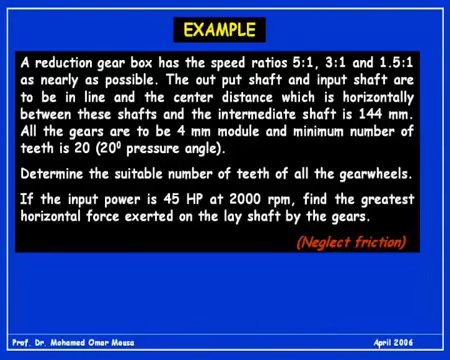 EXAMPLE
A reduction gear box has the speed ratios 5:1, 3:1 and 1.5:1
as nearly as possible. The out put shaft and input shaft are
to be in line and the center distance which is horizontally
between these shafts and the intermediate shaft is 144 mm.
All the gears are to be 4 mm module and minimum number of
teeth is 20 (20⁰ pressure angle).
Determine the suitable number of teeth of all the gearwheels.
If the input power is 45 HP at 2000 rpm, find the greatest
horizontal force exerted on the lay shaft by the gears.
(Neglect friction)
Prof. Dr. Mohamed Omar Mousa April 2006